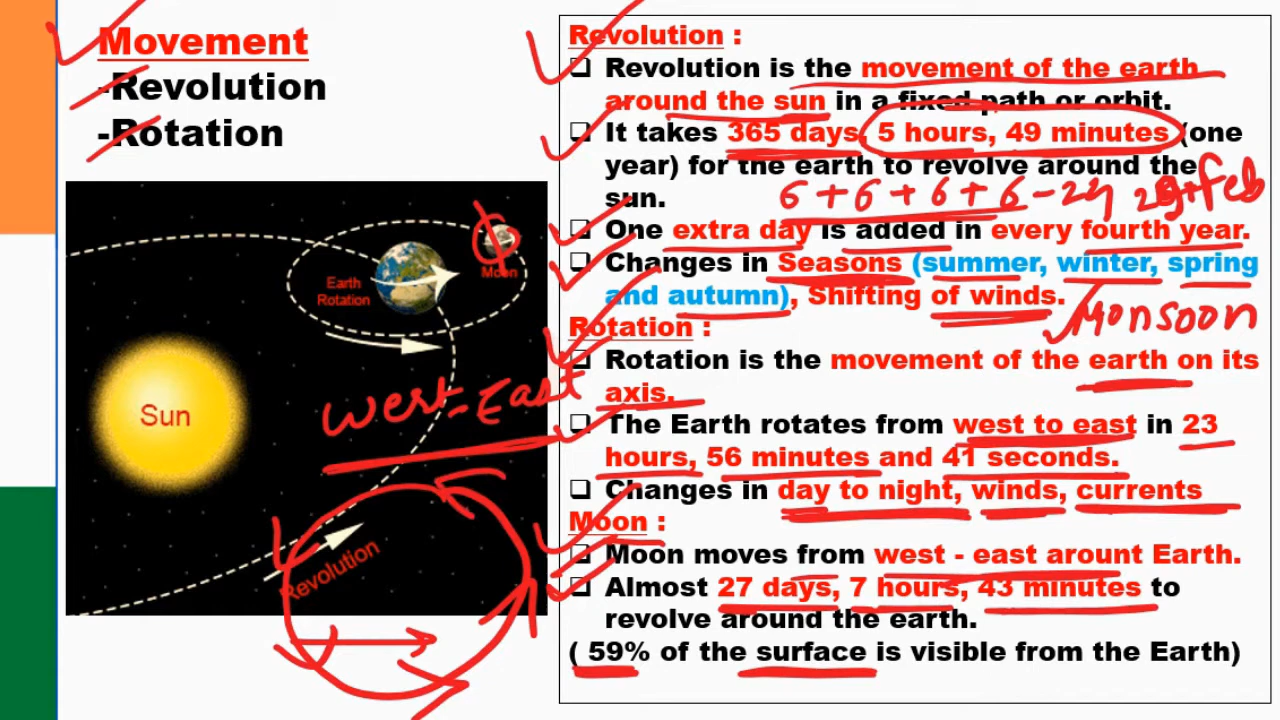 Movement
-Revolution
-Rotation
Earth
Rotation
Moon
Sun
West-East
Revolution
Revolution :
❑ Revolution is the movement of the earth
around the sun in a fixed path or orbit.
❑ It takes 365 days, 5 hours, 49 minutes (one
year) for the earth to revolve around the
sun.
6+6+6+6-24 29th Feb
❑ One extra day is added in every fourth year.
❑ Changes in Seasons (summer, winter, spring
and autumn), Shifting of winds.
Monsoon
Rotation :
❑ Rotation is the movement of the earth on its
axis.
❑ The Earth rotates from west to east in 23
hours, 56 minutes and 41 seconds.
❑ Changes in day to night, winds, currents
Moon :
❑ Moon moves from west - east arount Earth.
❑ Almost 27 days, 7 hours, 43 minutes to
revolve around the earth.
( 59% of the surface is visible from the Earth)